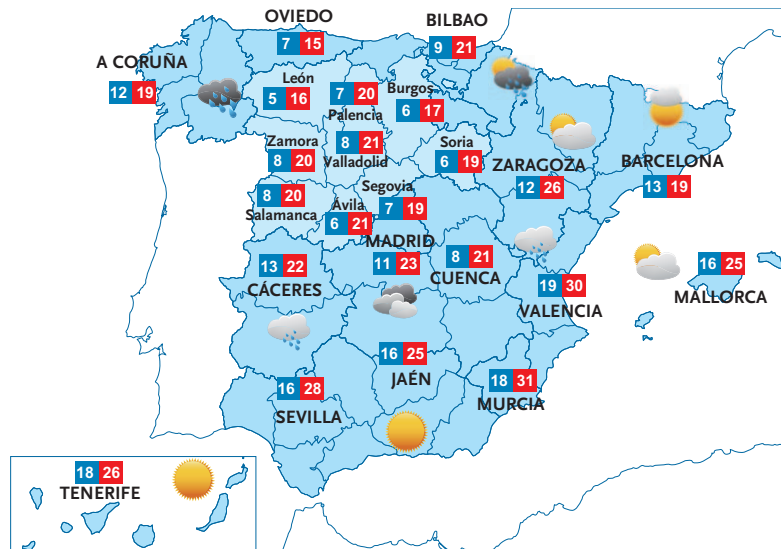 OVIEDO
7 15
BILBAO
9 21
A CORUÑA
12 19
León
5 16
7 20
Palencia
Burgos
6 17
Zamora
8 20
8 21
Valladolid
Soria
6 19
ZARAGOZA
12 26
BARCELONA
13 19
8 20
Salamanca
Ávila
6 21
Segovia
7 19
MADRID
11 23
8 21
CUENCA
13 22
CÁCERES
19 30
VALENCIA
16 25
MALLORCA
16 25
JAÉN
16 28
SEVILLA
18 31
MURCIA
18 26
TENERIFE